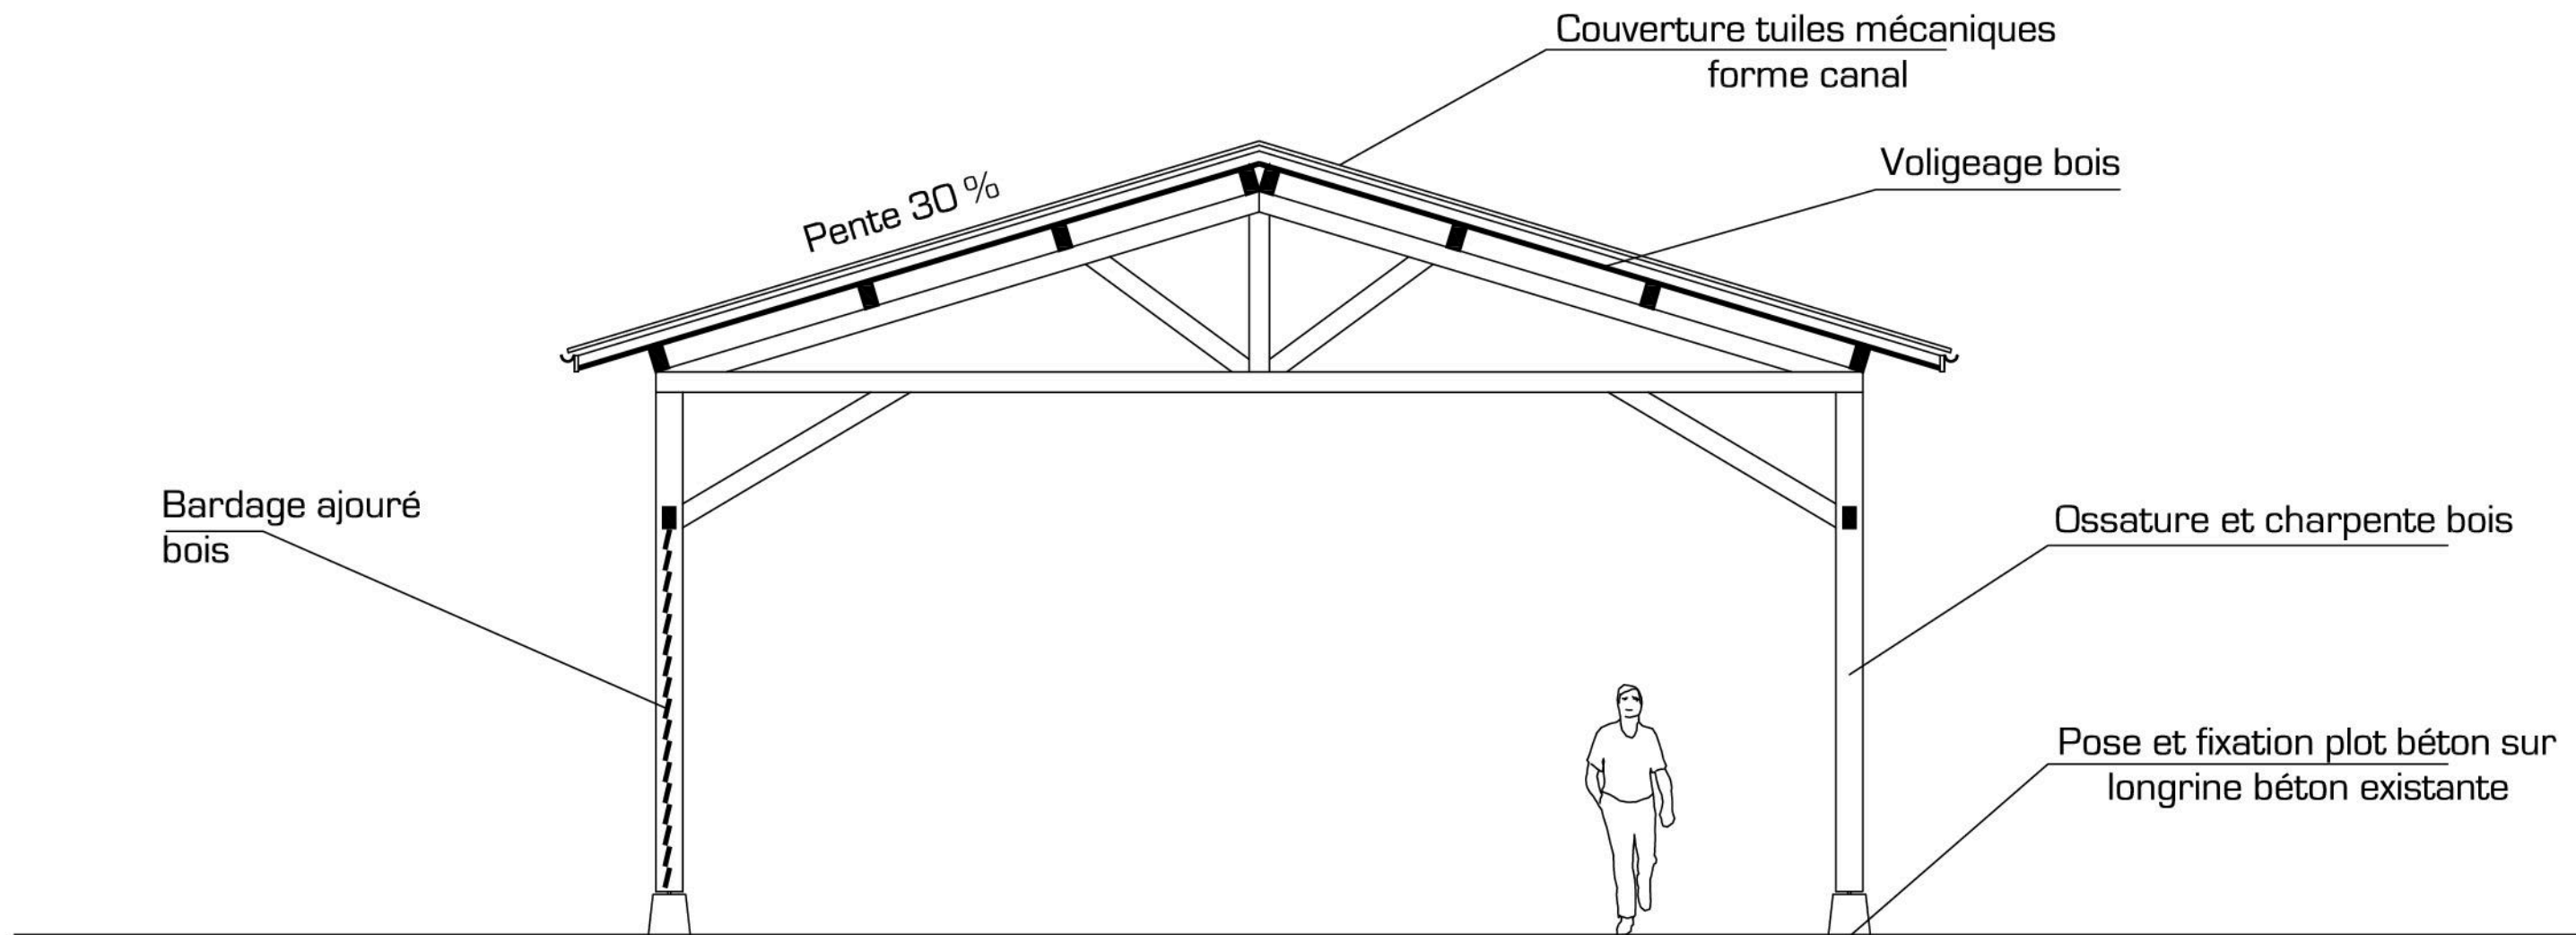 Couverture tuiles mécaniques
forme canal
Voligeage bois
Pente 30 %
Bardage ajouré
bois
Ossature et charpente bois
Pose et fixation plot béton sur
longrine béton existante